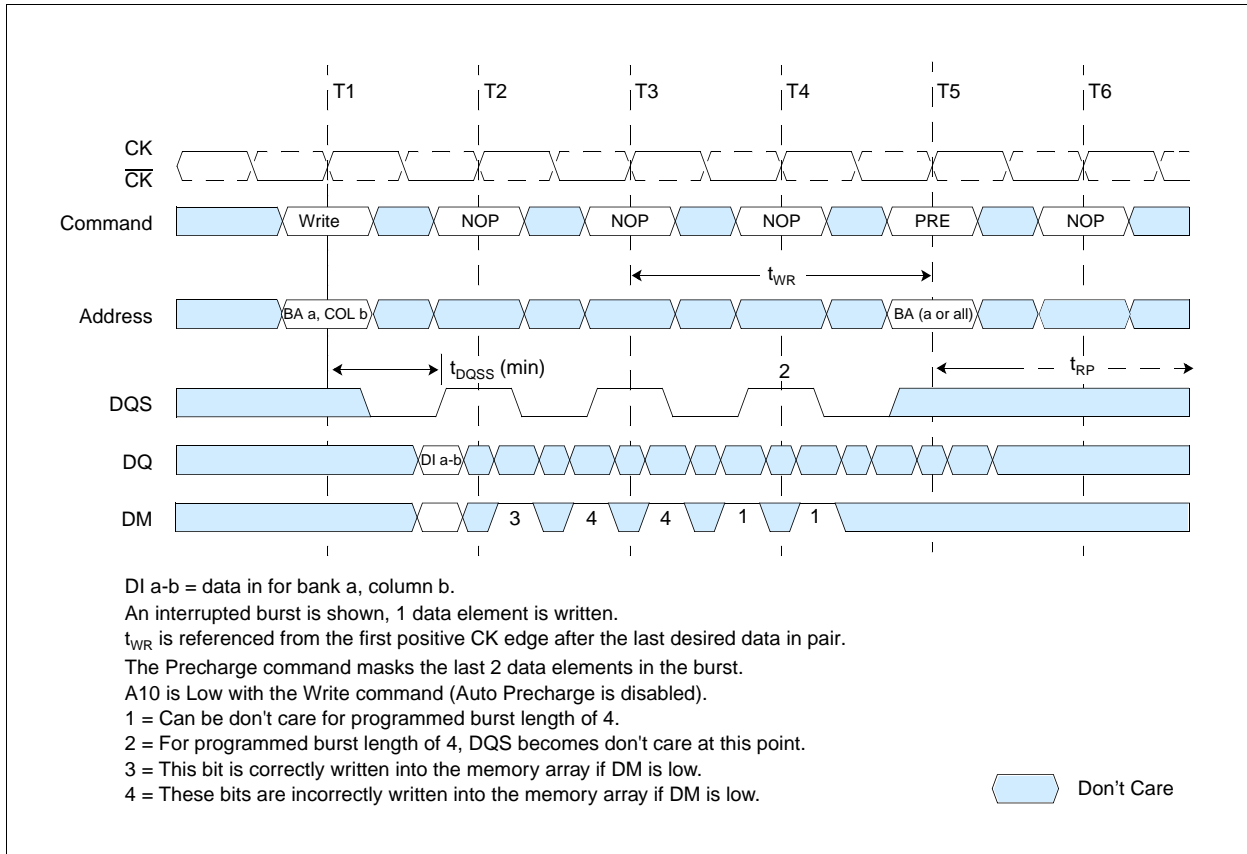 T1 T2 T3 T4 T5 T6
CK
CK
Command Write NOP NOP NOP PRE NOP
tWR
Address BA a, COL b BA (a or all)
tDQSS (min) 2 tRP
DQS
DQ DI a-b
DM 3 4 4 1 1
DI a-b = data in for bank a, column b.
An interrupted burst is shown, 1 data element is written.
tWR is referenced from the first positive CK edge after the last desired data in pair.
The Precharge command masks the last 2 data elements in the burst.
A10 is Low with the Write command (Auto Precharge is disabled).
1 = Can be don't care for programmed burst length of 4.
2 = For programmed burst length of 4, DQS becomes don't care at this point.
3 = This bit is correctly written into the memory array if DM is low.
4 = These bits are incorrectly written into the memory array if DM is low.
Don't Care